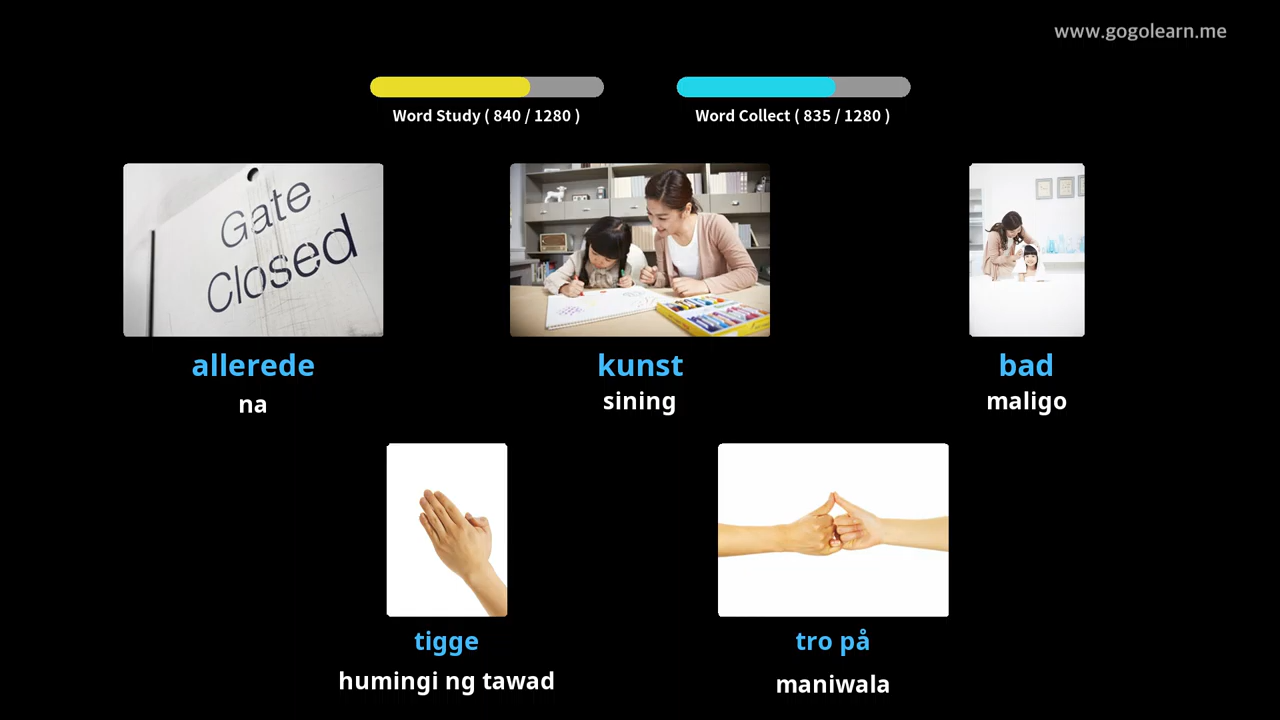 www.gogolearn.me
Word Study ( 840 / 1280 )
Word Collect ( 835 / 1280 )
Gate
Closed
allerede
na
kunst
sining
bad
maligo
tigge
humingi ng tawad
tro på
maniwala